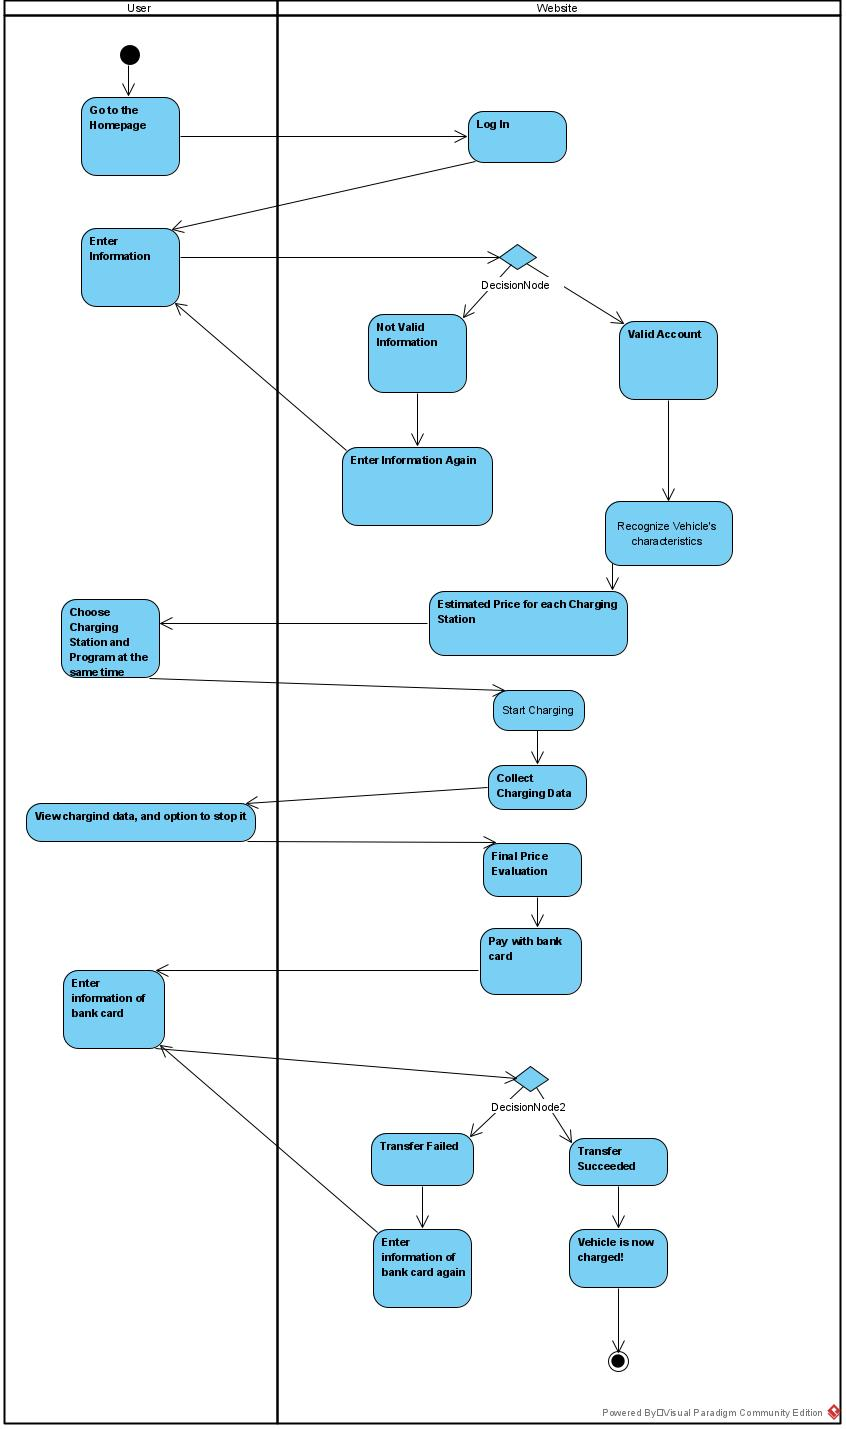 User
Website
Go to the
Homepage
Log In
Enter
Information
DecisionNode
Not Valid
Information
Valid Account
Enter Information Again
Recognize Vehicle's
characteristics
Estimated Price for each Charging
Station
Choose
Charging
Station and
Program at the
same time
Start Charging
Collect
Charging Data
View chargind data, and option to stop it
Final Price
Evaluation
Pay with bank
card
Enter
information of
bank card
DecisionNode2
Transfer Failed
Transfer
Succeeded
Enter
information of
bank card again
Vehicle is now
charged!
Powered By Visual Paradigm Community Edition